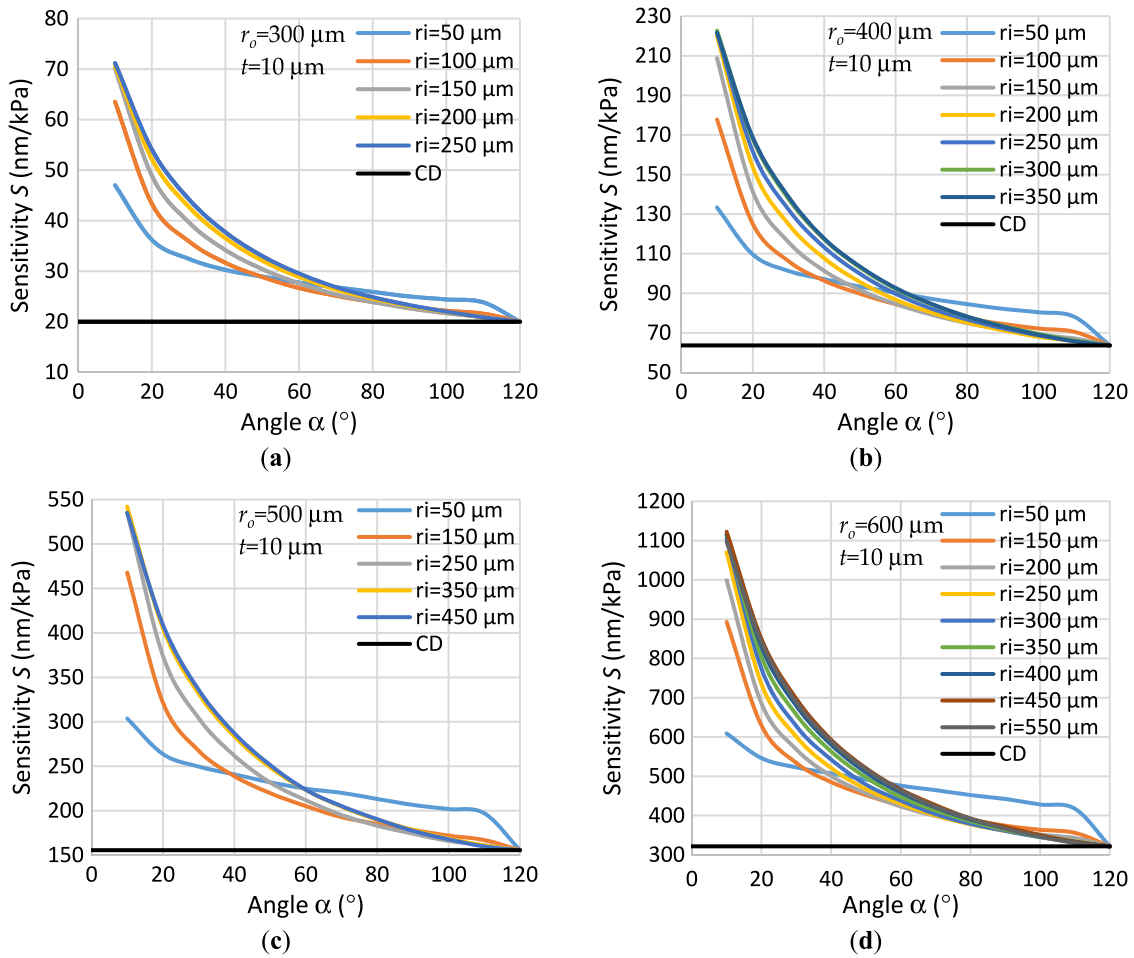 80
70
60
50
40
30
20
10
Sensitivity S (nm/kPa)
rₒ=300 µm
t=10 µm
ri=50 µm
ri=100 µm
ri=150 µm
ri=200 µm
ri=250 µm
CD
0 20 40 60 80 100 120
Angle α (°)
(a)
230
210
190
170
150
130
110
90
70
50
Sensitivity S (nm/kPa)
rₒ=400 µm
t=10 µm
ri=50 µm
ri=100 µm
ri=150 µm
ri=200 µm
ri=250 µm
ri=300 µm
ri=350 µm
CD
0 20 40 60 80 100 120
Angle α (°)
(b)
550
500
450
400
350
300
250
200
150
Sensitivity S (nm/kPa)
rₒ=500 µm
t=10 µm
ri=50 µm
ri=150 µm
ri=250 µm
ri=350 µm
ri=450 µm
CD
0 20 40 60 80 100 120
Angle α (°)
(c)
1200
1100
1000
900
800
700
600
500
400
300
Sensitivity S (nm/kPa)
rₒ=600 µm
t=10 µm
ri=50 µm
ri=150 µm
ri=200 µm
ri=250 µm
ri=300 µm
ri=350 µm
ri=400 µm
ri=450 µm
ri=550 µm
CD
0 20 40 60 80 100 120
Angle α (°)
(d)